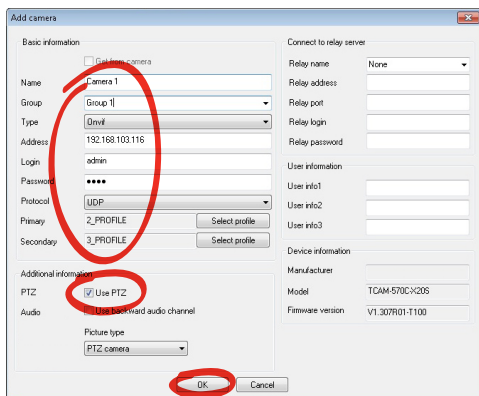 Add camera
Basic information
Get from camera
Name Camera 1
Group Group 1
Type Onvif
Address 192.168.103.116
Login admin
Password ●●●●
Protocol UDP
Primary 2_PROFILE Select profile
Secondary 3_PROFILE Select profile
Additional information
PTZ Use PTZ
Audio Use backward audio channel
Picture type
PTZ camera
Connect to relay server
Relay name None
Relay address
Relay port
Relay login
Relay password
User information
User info1
User info2
User info3
Device information
Manufacturer
Model TCAM-570C-X20S
Firmware version V1.307R01-T100
OK Cancel